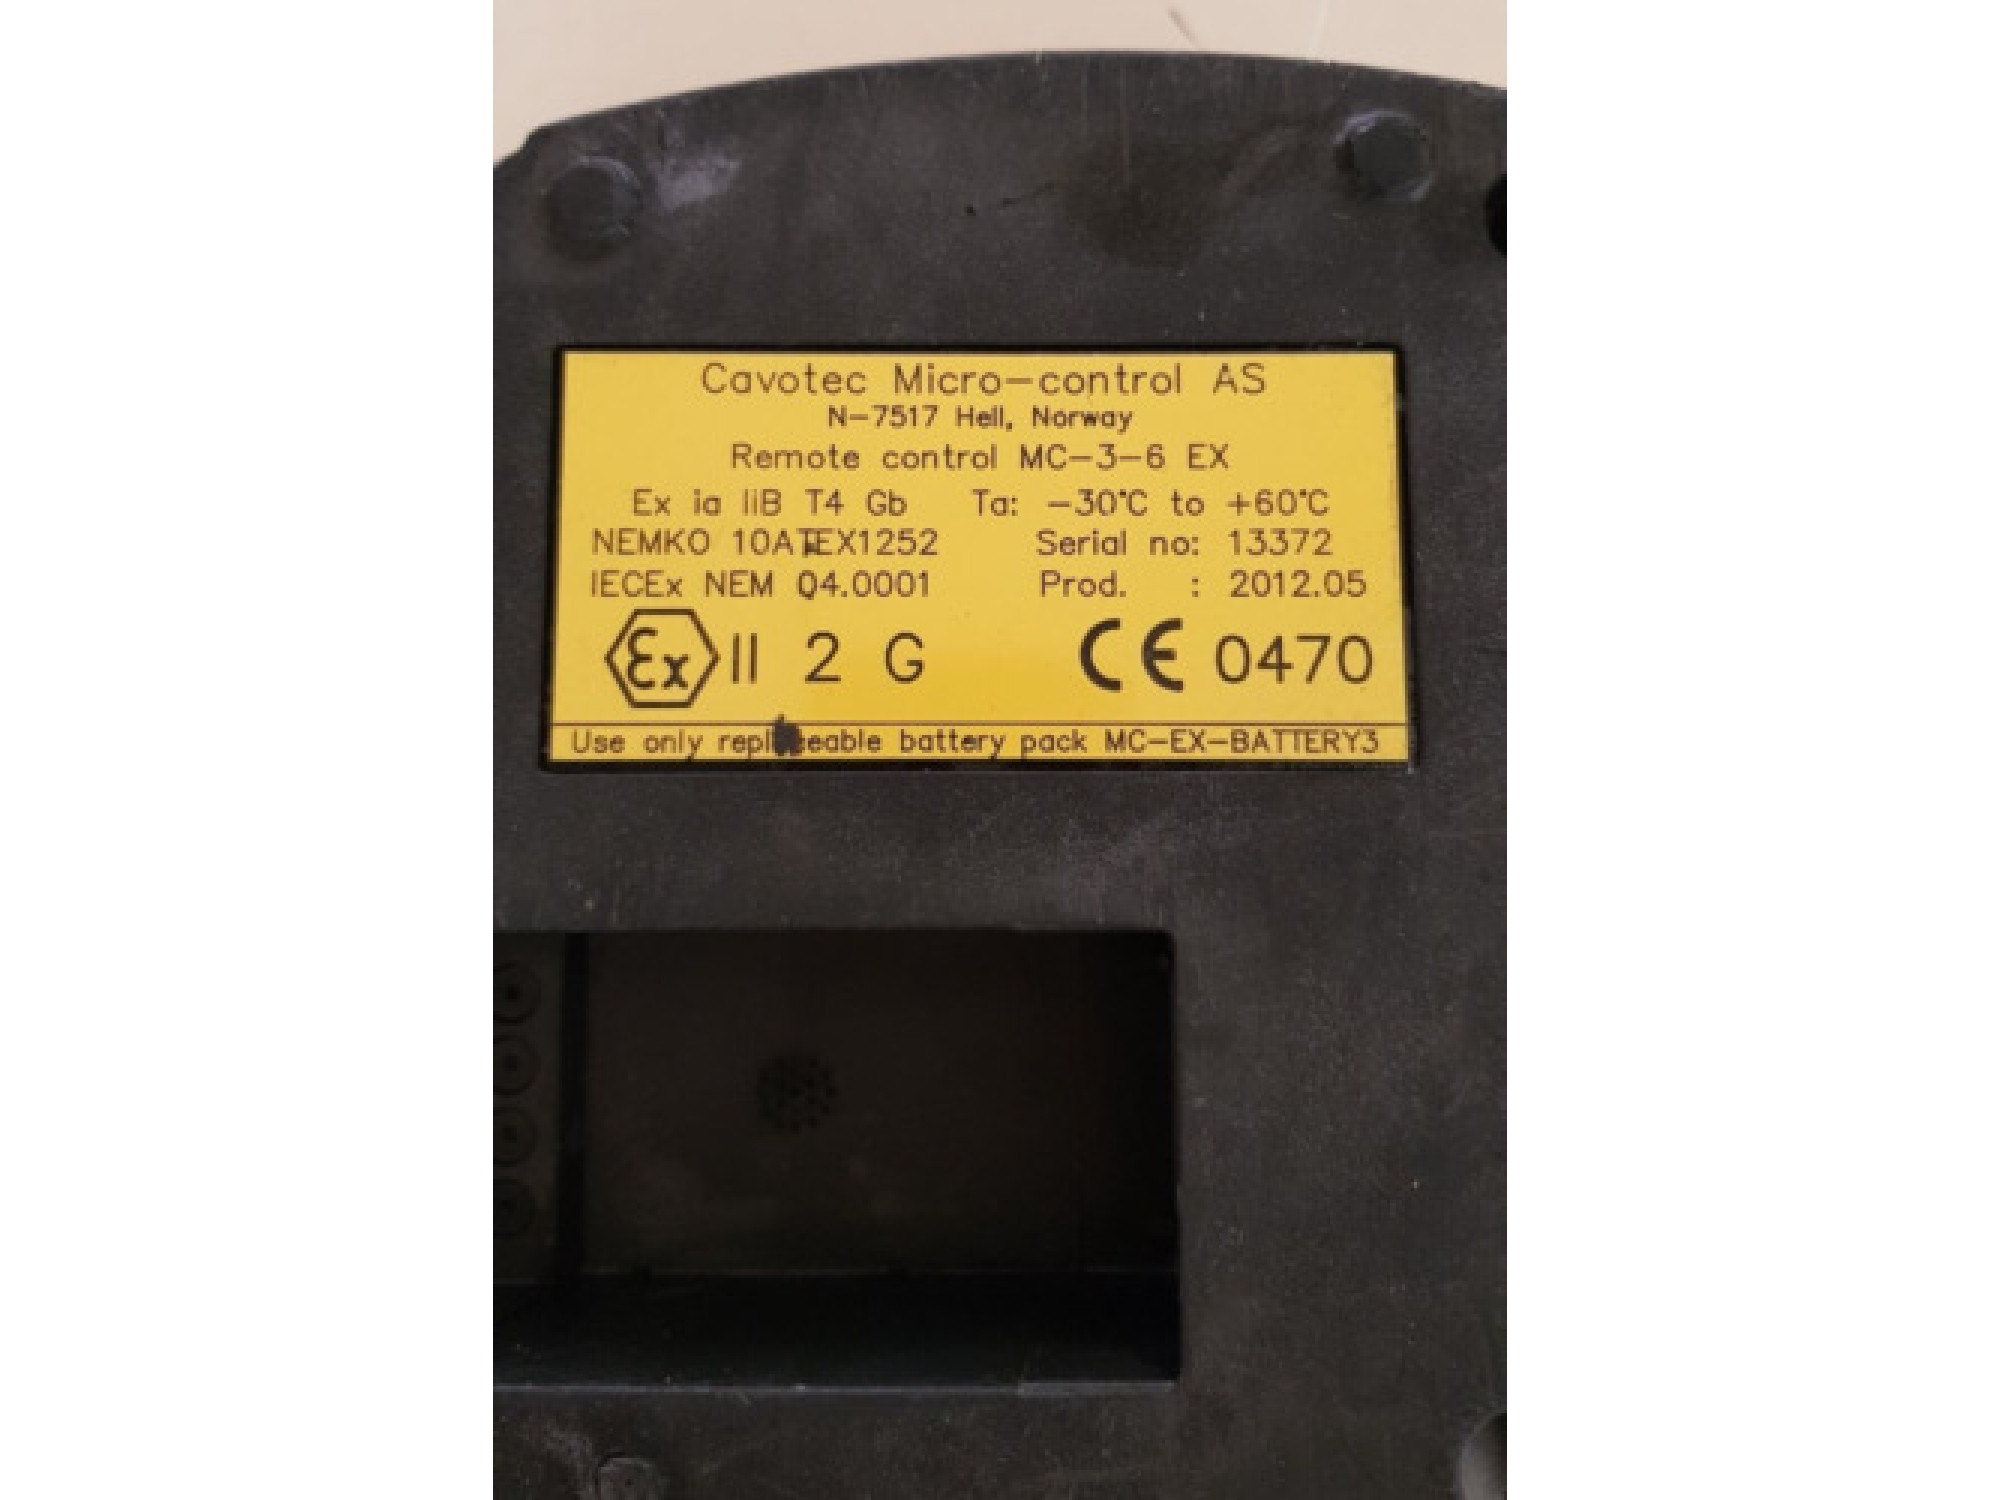 Cavotec Micro-control AS
N-7517 Hell, Norway
Remote control MC-3-6 EX
Ex ia IIB T4 Gb Ta: -30°C to +60°C
NEMKO 10ATEX1252 Serial no: 13372
IECEx NEM 04.0001 Prod. : 2012.05
Ex II 2 G CE 0470
Use only replaceable battery pack MC-EX-BATTERY3